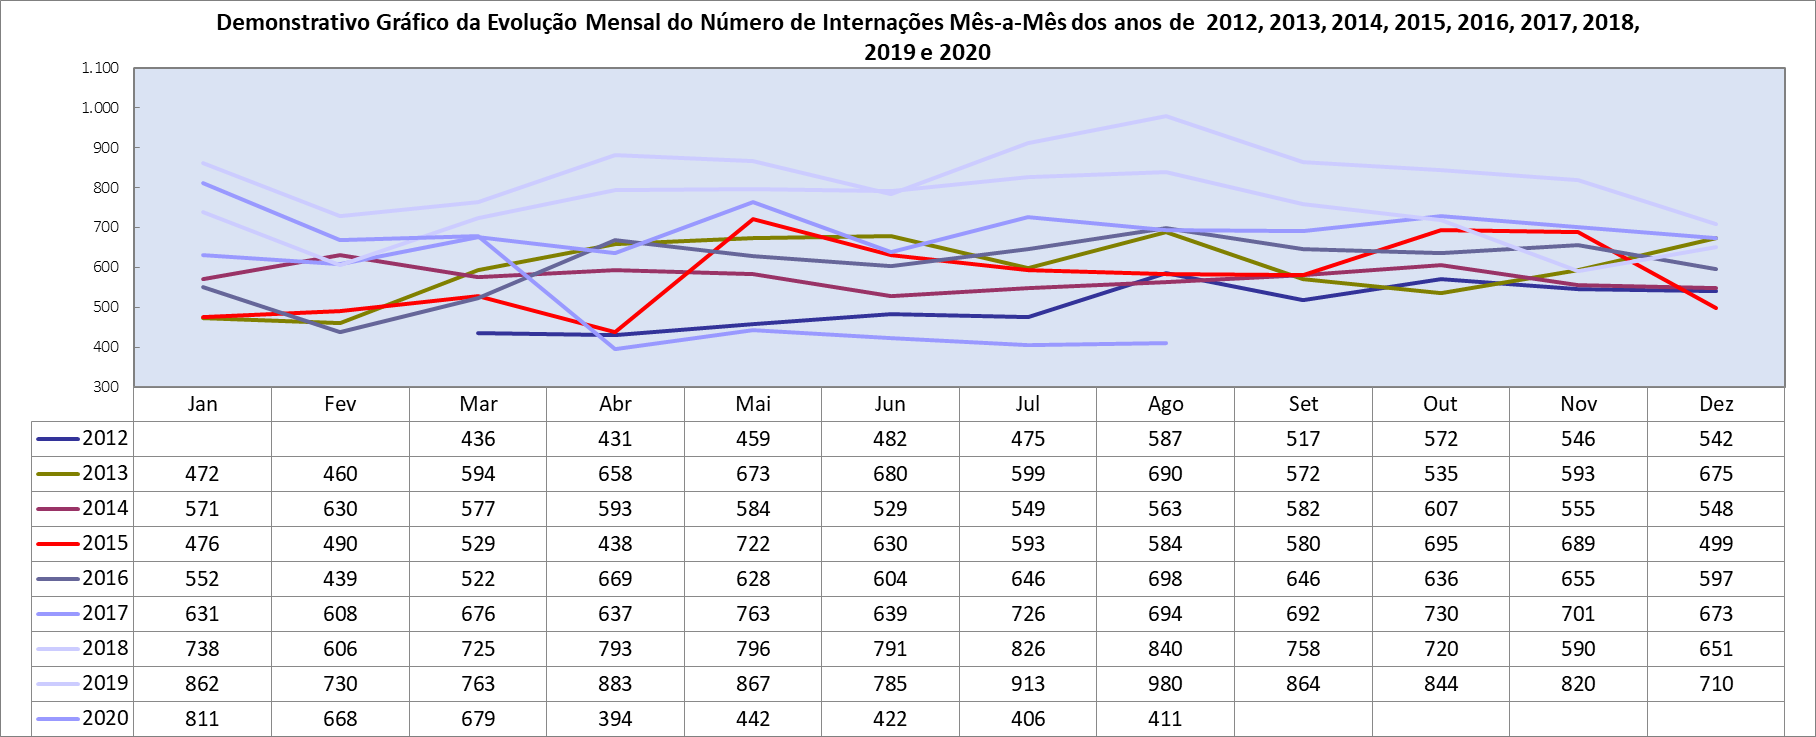 Demonstrativo Gráfico da Evolução Mensal do Número de Internações Mês-a-Mês dos anos de 2012, 2013, 2014, 2015, 2016, 2017, 2018,
2019 e 2020
1.100
1.000
900
800
700
600
500
400
300
Jan Fev Mar Abr Mai Jun Jul Ago Set Out Nov Dez
2012 436 431 459 482 475 587 517 572 546 542
2013 472 460 594 658 673 680 599 690 572 535 593 675
2014 571 630 577 593 584 529 549 563 582 607 555 548
2015 476 490 529 438 722 630 593 584 580 695 689 499
2016 552 439 522 669 628 604 646 698 646 636 655 597
2017 631 608 676 637 763 639 726 694 692 730 701 673
2018 738 606 725 793 796 791 826 840 758 720 590 651
2019 862 730 763 883 867 785 913 980 864 844 820 710
2020 811 668 679 394 442 422 406 411